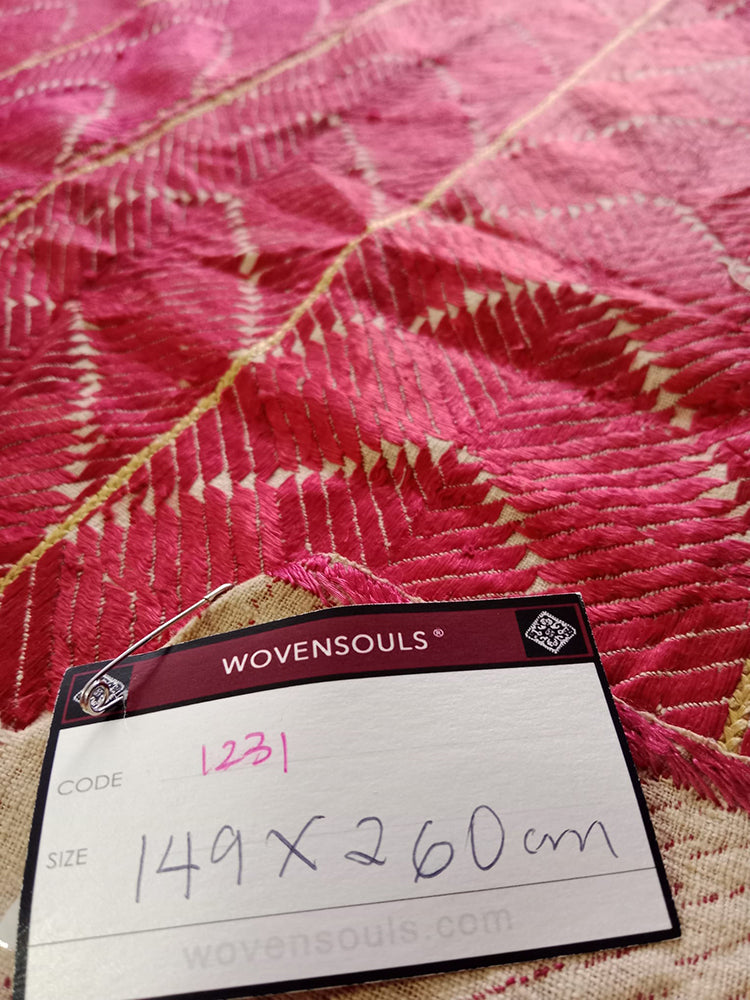 WOVENSOULS®
CODE 1231
SIZE 149 X 260 cm
wovensouls.com